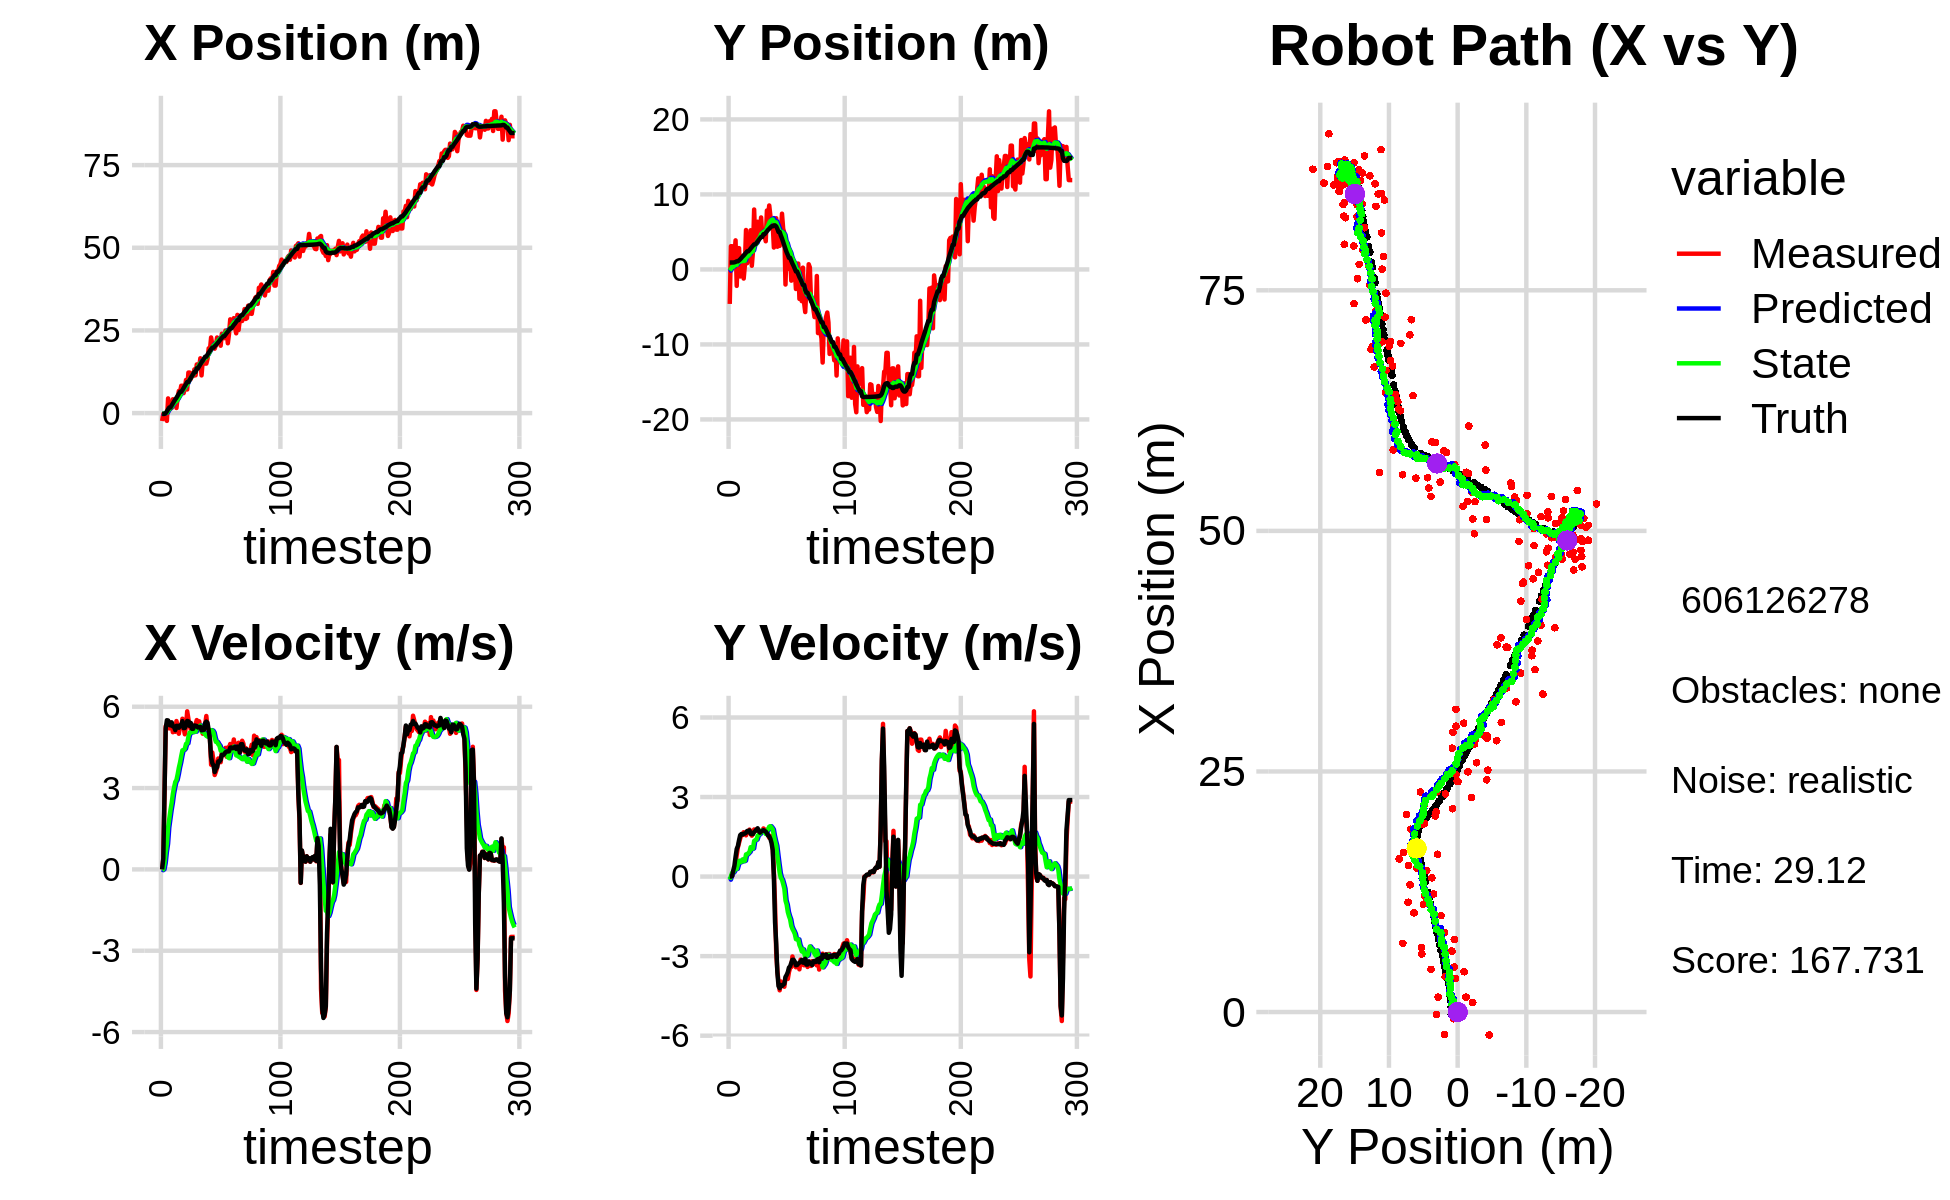 X Position (m)
75
50
25
0
0
100
200
300
timestep
Y Position (m)
20
10
0
-10
-20
0
100
200
300
timestep
X Velocity (m/s)
6
3
0
-3
-6
0
100
200
300
timestep
Y Velocity (m/s)
6
3
0
-3
-6
0
100
200
300
timestep
Robot Path (X vs Y)
X Position (m)
75
50
25
0
20 10 0 -10 -20
Y Position (m)
variable
Measured
Predicted
State
Truth
606126278
Obstacles: none
Noise: realistic
Time: 29.12
Score: 167.731